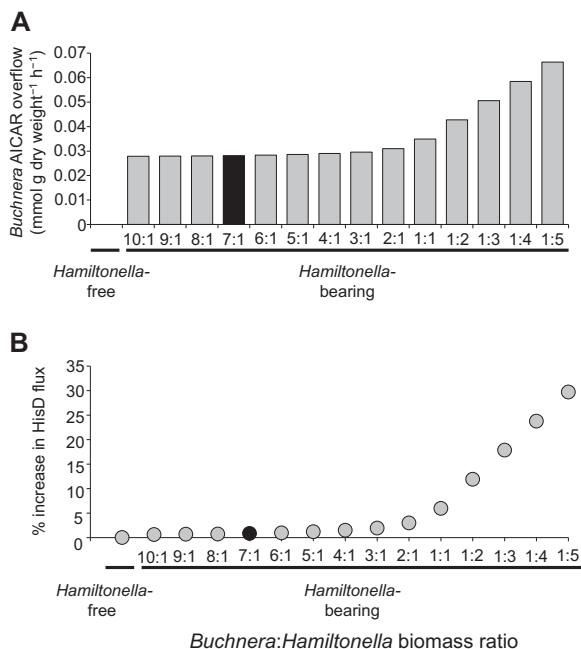 A
Buchnera AICAR overflow
(mmol g dry weight⁻¹ h⁻¹)
0.07
0.06
0.05
0.04
0.03
0.02
0.01
0
10:1 9:1 8:1 7:1 6:1 5:1 4:1 3:1 2:1 1:1 1:2 1:3 1:4 1:5
Hamiltonella-
free
Hamiltonella-
bearing
B
% increase in HisD flux
35
30
25
20
15
10
5
0
10:1 9:1 8:1 7:1 6:1 5:1 4:1 3:1 2:1 1:1 1:2 1:3 1:4 1:5
Hamiltonella-
free
Hamiltonella-
bearing
Buchnera:Hamiltonella biomass ratio